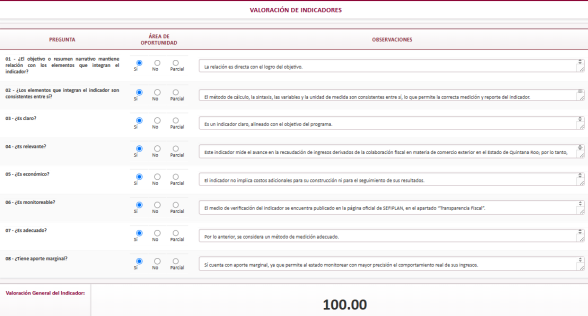 VALORACIÓN DE INDICADORES
PREGUNTA
ÁREA DE
OPORTUNIDAD
OBSERVACIONES
01 - ¿El objetivo o resumen narrativo mantiene
relación con los elementos que integran el
indicador?
Si No Parcial
La relación es directa con el logro del objetivo.
02 - ¿Los elementos que integran el indicador son
consistentes entre sí?
Si No Parcial
El método de cálculo, la sintaxis, las variables y la unidad de medida son consistentes entre sí, lo que permite la correcta medición y reporte del indicador.
03 - ¿Es claro?
Si No Parcial
Es un indicador claro, alineado con el objetivo del programa.
04 - ¿Es relevante?
Si No Parcial
Este indicador mide el avance en la recaudación de ingresos derivados de la colaboración fiscal en materia de comercio exterior en el Estado de Quintana Roo, por lo tanto,
05 - ¿Es económico?
Si No Parcial
El indicador no implica costos adicionales para su construcción ni para el seguimiento de sus resultados.
06 - ¿Es monitoreable?
Si No Parcial
El medio de verificación del indicador se encuentra publicado en la página oficial de SEFIPLAN, en el apartado "Transparencia Fiscal".
07 - ¿Es adecuado?
Si No Parcial
Por lo anterior, se considera un método de medición adecuado.
08 - ¿Tiene aporte marginal?
Si No Parcial
Si cuenta con aporte marginal, ya que permite al estado monitorear con mayor precisión el comportamiento real de sus ingresos.
Valoración General del Indicador:
100.00